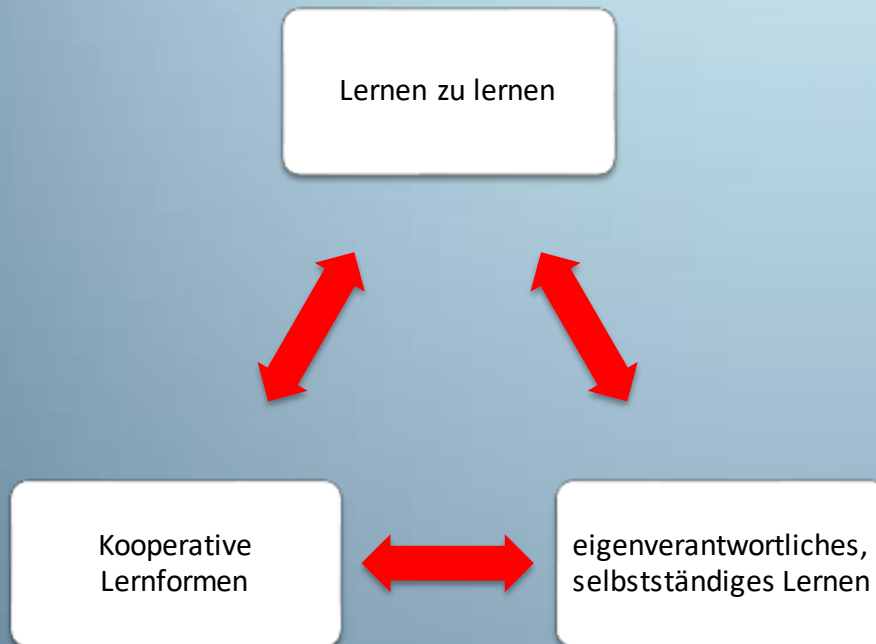 Lernen zu lernen
Kooperative
Lernformen
eigenverantwortliches,
selbstständiges Lernen